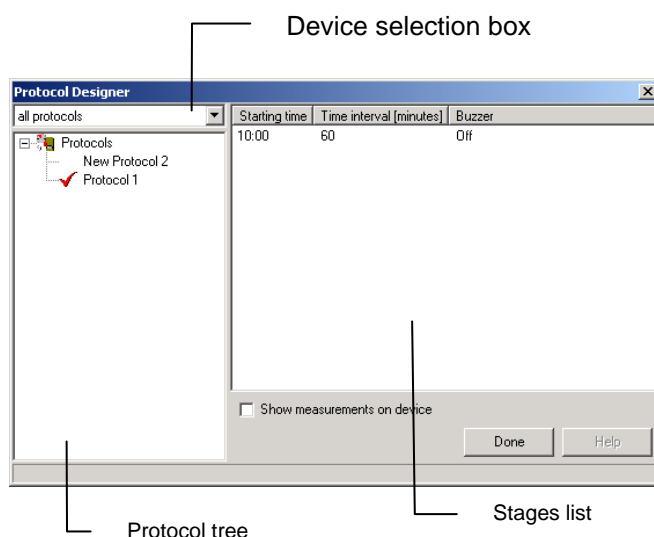 Device selection box
Protocol Designer
all protocols
Starting time Time interval [minutes] Buzzer
10:00 60 Off
Protocols
New Protocol 2
Protocol 1
Show measurements on device
Done Help
Stages list
Protocol tree